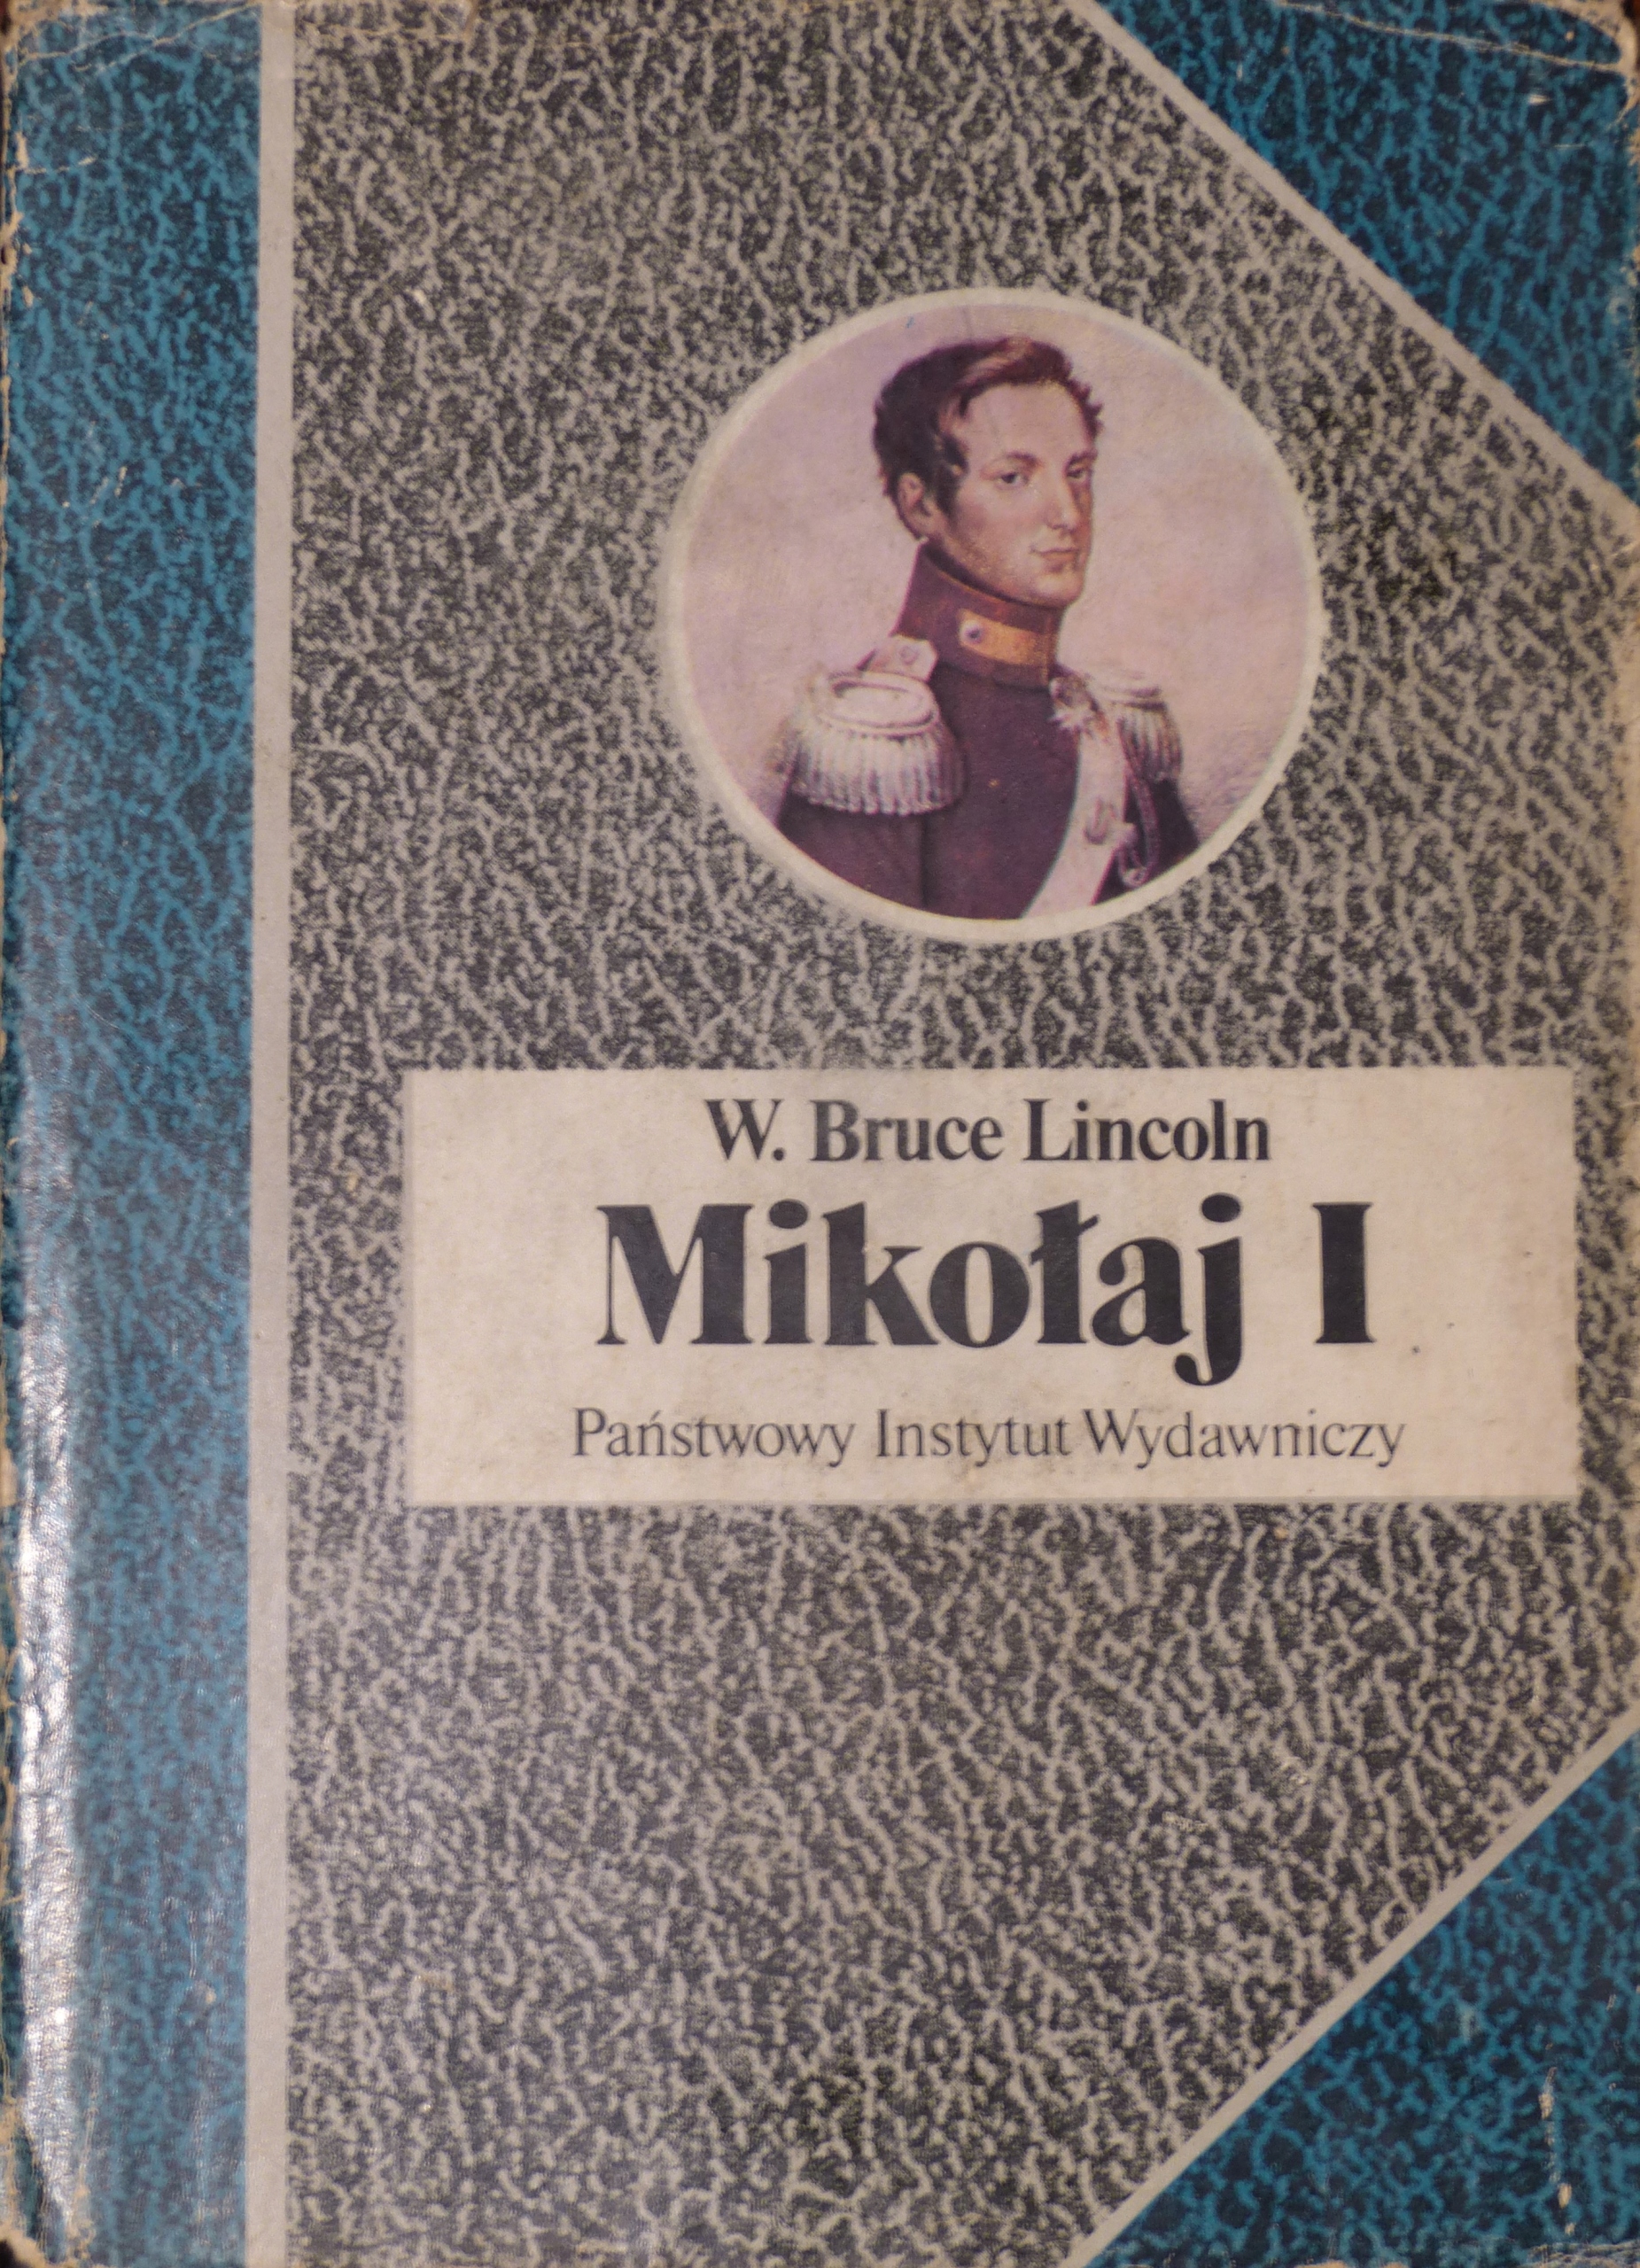 W. Bruce Lincoln
Mikołaj I
Państwowy Instytut Wydawniczy